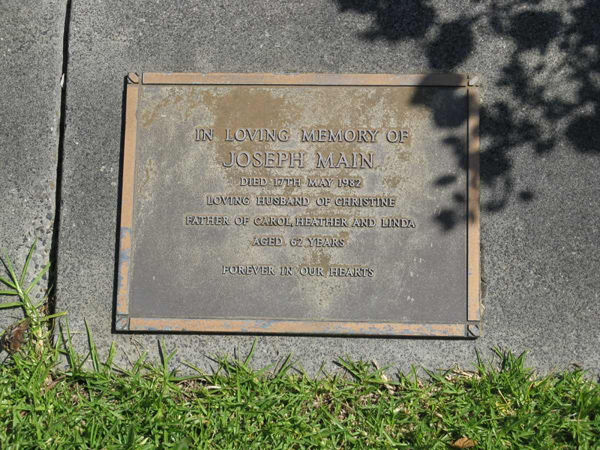 IN LOVING MEMORY OF
JOSEPH MAIN
DIED 17TH MAY 1982
LOVING HUSBAND OF CHRISTINE
FATHER OF CAROL, HEATHER AND LINDA
AGED 62 YEARS
FOREVER IN OUR HEARTS